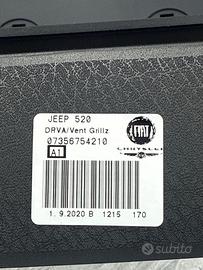 JEEP 520
DRVA/Vent Grillz
07356754210
A1
FIAT
CHRYSLER
1. 9.2020 B 1215 170
subito